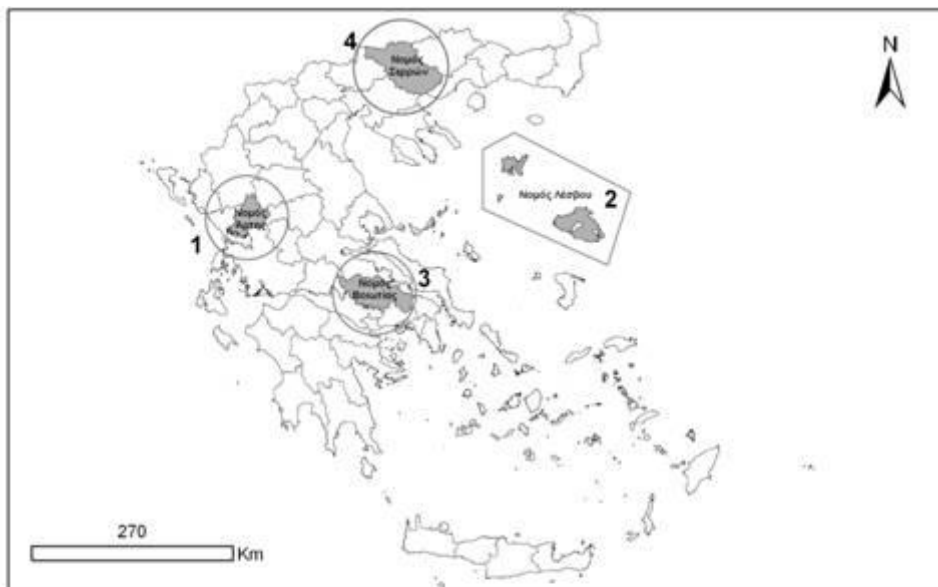 4
Νομός
Σερρών
N
Νομός Λέσβου
2
Νομός
Άρτας
1
3
Νομός
Βοιωτίας
270
Km